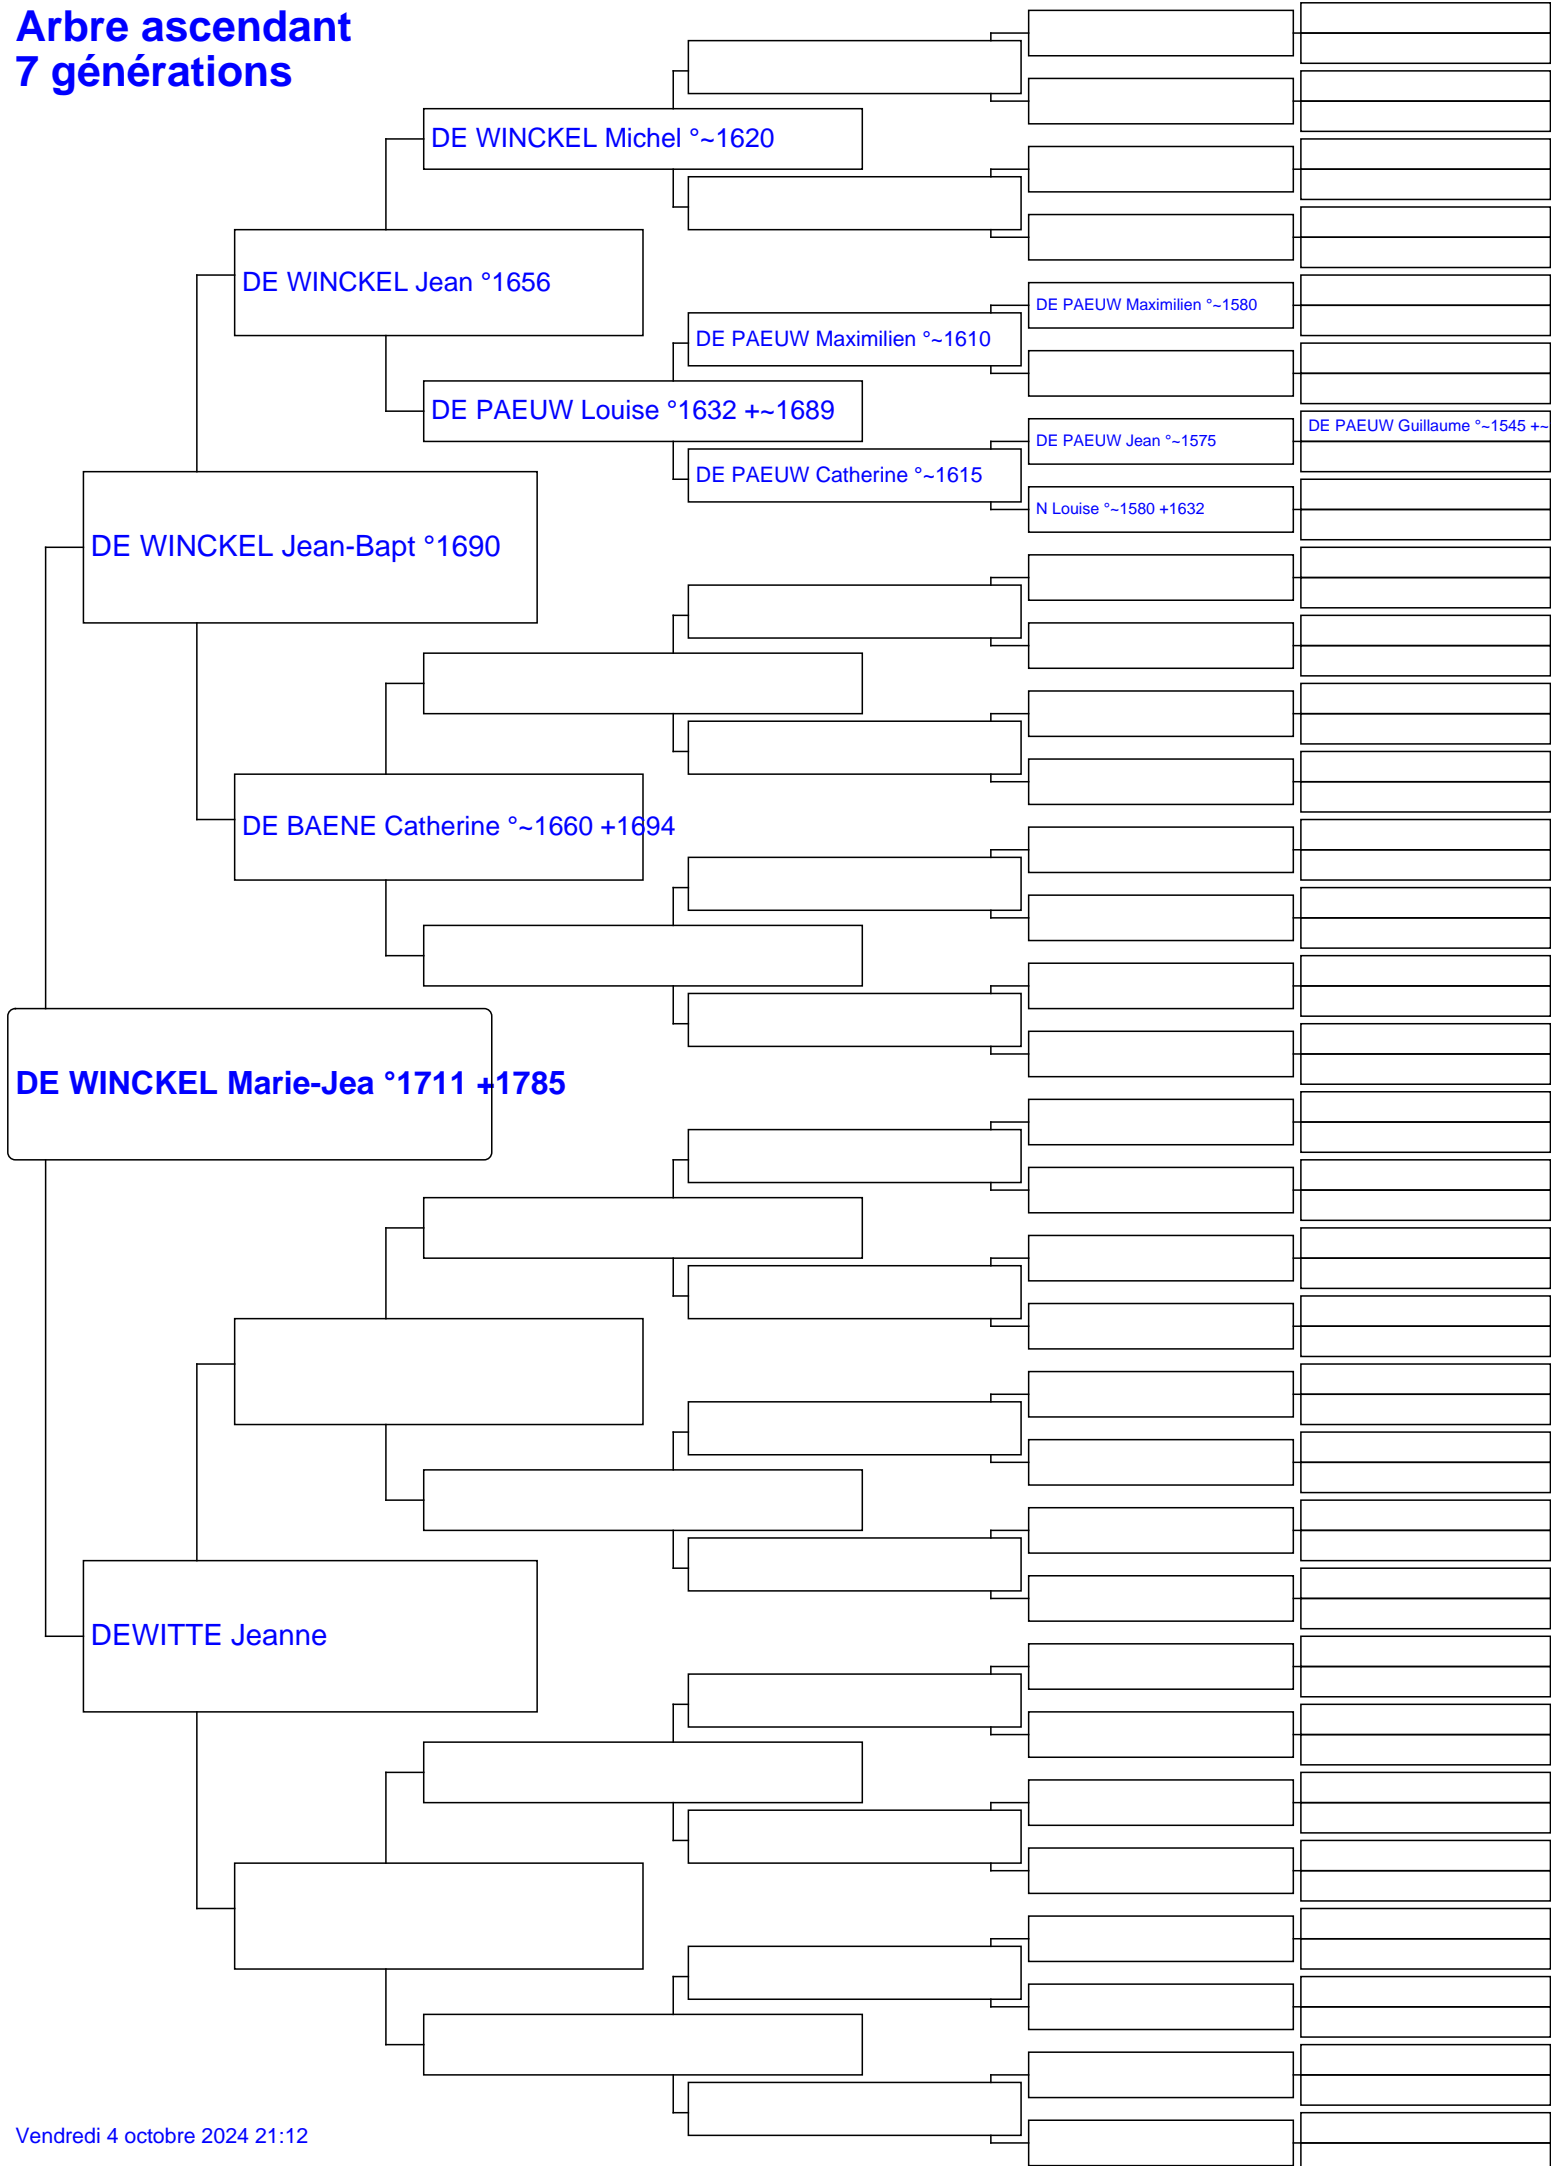 Arbre ascendant
7 générations
DE WINCKEL Michel °~1620
DE WINCKEL Jean °1656
DE PAEUW Maximilien °~1580
DE PAEUW Maximilien °~1610
DE PAEUW Louise °1632 +~1689
DE PAEUW Guillaume °~1545 +~
DE PAEUW Jean °~1575
DE PAEUW Catherine °~1615
N Louise °~1580 +1632
DE WINCKEL Jean-Bapt °1690
DE BAENE Catherine °~1660 +1694
DE WINCKEL Marie-Jea °1711 +1785
DEWITTE Jeanne
Vendredi 4 octobre 2024 21:12